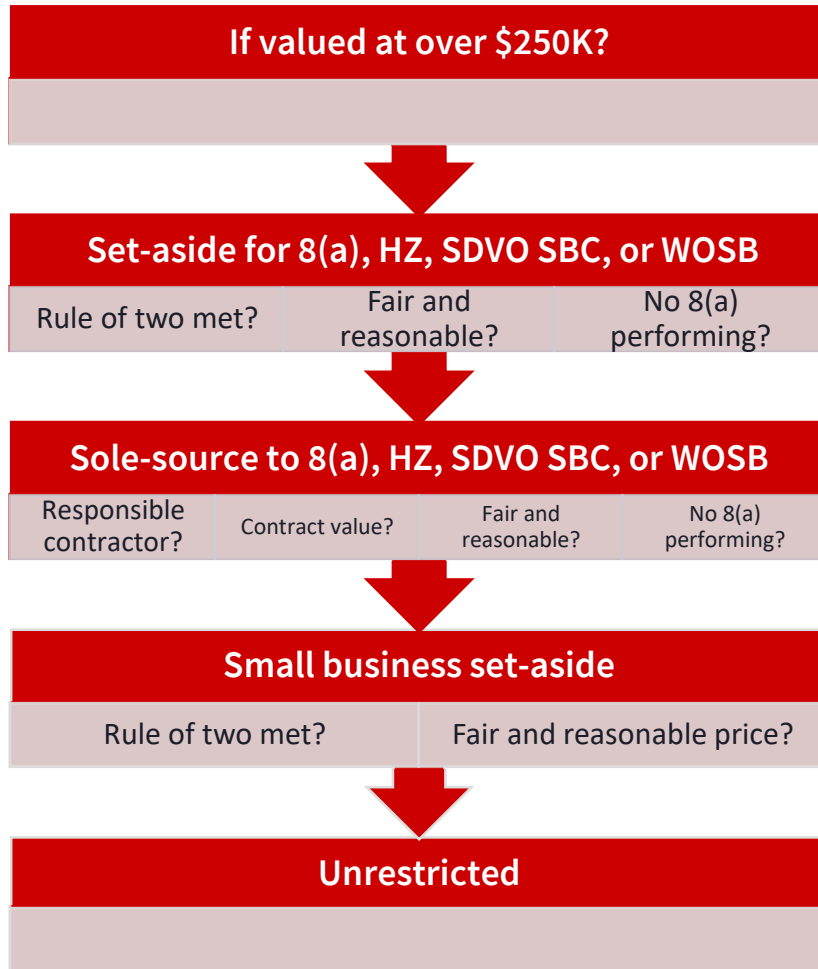 If valued at over $250K?
Set-aside for 8(a), HZ, SDVO SBC, or WOSB
Rule of two met?
Fair and
reasonable?
No 8(a)
performing?
Sole-source to 8(a), HZ, SDVO SBC, or WOSB
Responsible
contractor?
Contract value?
Fair and
reasonable?
No 8(a)
performing?
Small business set-aside
Rule of two met?
Fair and reasonable price?
Unrestricted